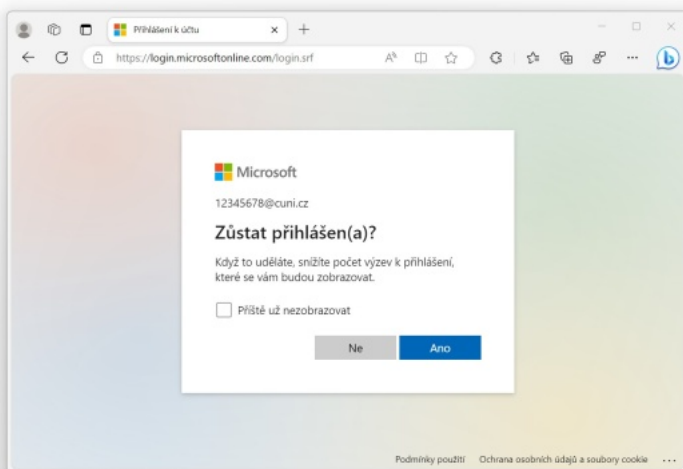 Přihlášení k účtu
https://login.microsoftonline.com/login.srf
Microsoft
12345678@cuni.cz
Zůstat přihlášen(a)?
Když to uděláte, snížíte počet výzev k přihlášení,
které se vám budou zobrazovat.
Příště už nezobrazovat
Ne Ano
Podmínky použití Ochrana osobních údajů a soubory cookie ...